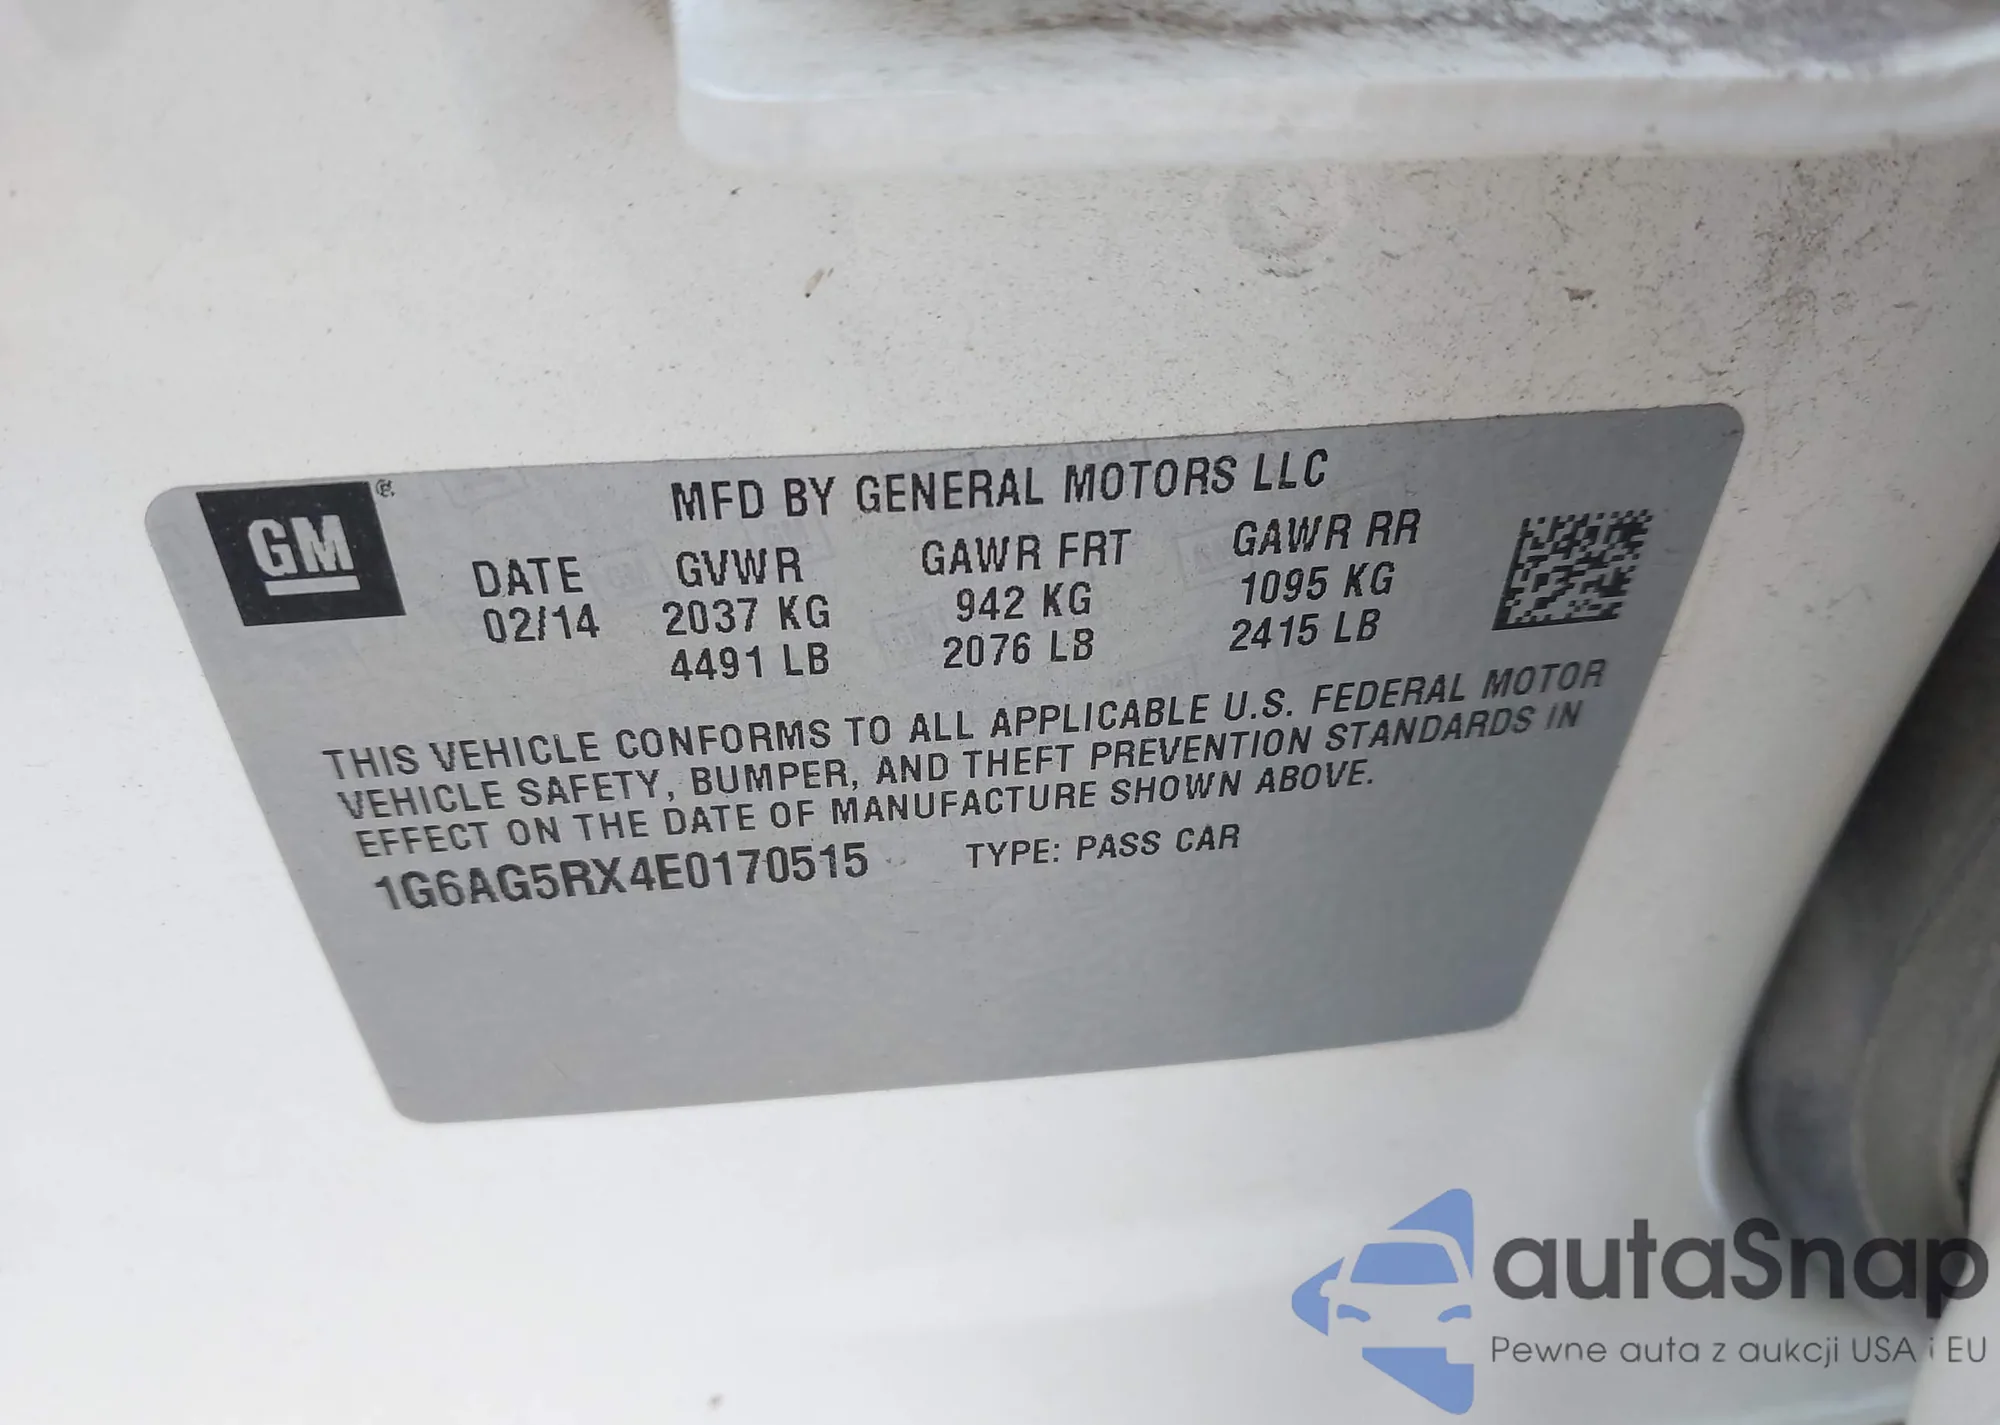 GM
MFD BY GENERAL MOTORS LLC
DATE GVWR GAWR FRT GAWR RR
02/14 2037 KG 942 KG 1095 KG
4491 LB 2076 LB 2415 LB
THIS VEHICLE CONFORMS TO ALL APPLICABLE U.S. FEDERAL MOTOR
VEHICLE SAFETY, BUMPER, AND THEFT PREVENTION STANDARDS IN
EFFECT ON THE DATE OF MANUFACTURE SHOWN ABOVE.
1G6AG5RX4E0170515 TYPE: PASS CAR
autaSnap
Pewne auta z aukcji USA i EU